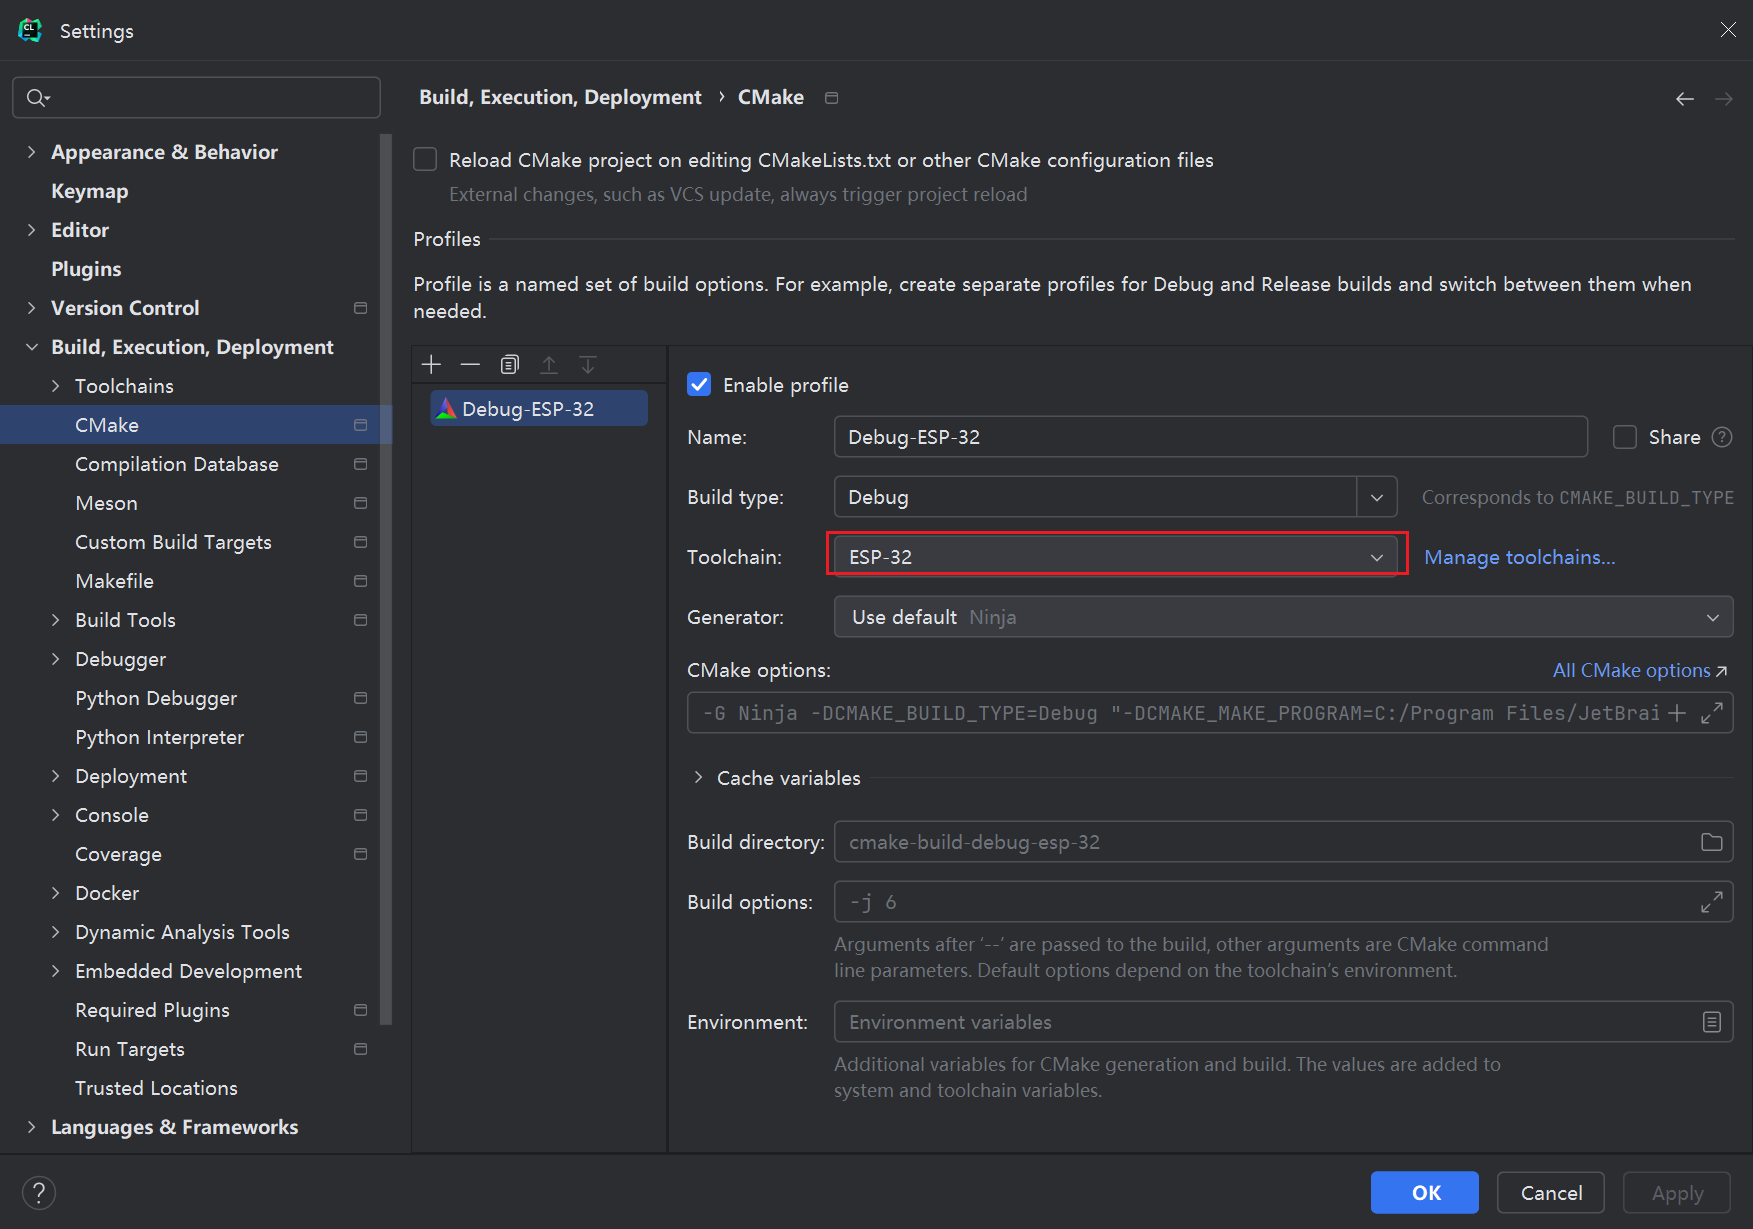 Settings
Appearance & Behavior
Keymap
Editor
Plugins
Version Control
Build, Execution, Deployment
Toolchains
CMake
Compilation Database
Meson
Custom Build Targets
Makefile
Build Tools
Debugger
Python Debugger
Python Interpreter
Deployment
Console
Coverage
Docker
Dynamic Analysis Tools
Embedded Development
Required Plugins
Run Targets
Trusted Locations
Languages & Frameworks
Build, Execution, Deployment › CMake
Reload CMake project on editing CMakeLists.txt or other CMake configuration files
External changes, such as VCS update, always trigger project reload
Profiles
Profile is a named set of build options. For example, create separate profiles for Debug and Release builds and switch between them when
needed.
Debug-ESP-32
Enable profile
Name: Debug-ESP-32 Share ?
Build type: Debug Corresponds to CMAKE_BUILD_TYPE
Toolchain: ESP-32 Manage toolchains...
Generator: Use default Ninja
CMake options: All CMake options
-G Ninja -DCMAKE_BUILD_TYPE=Debug "-DCMAKE_MAKE_PROGRAM=C:/Program Files/JetBrai
Cache variables
Build directory: cmake-build-debug-esp-32
Build options: -j 6
Arguments after ‘--’ are passed to the build, other arguments are CMake command
line parameters. Default options depend on the toolchain’s environment.
Environment: Environment variables
Additional variables for CMake generation and build. The values are added to
system and toolchain variables.
? OK Cancel Apply